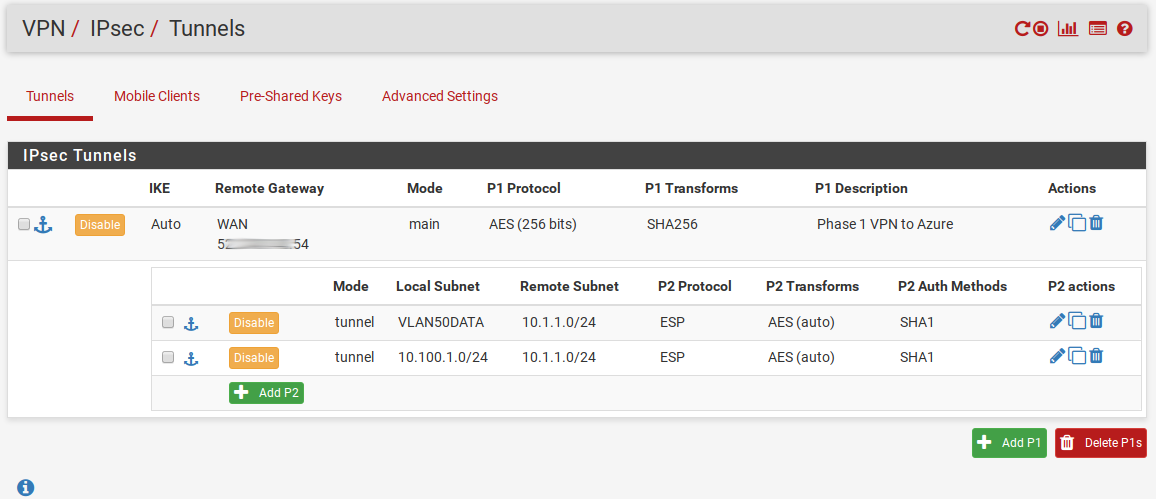 VPN / IPsec / Tunnels
Tunnels Mobile Clients Pre-Shared Keys Advanced Settings
IPsec Tunnels
IKE Remote Gateway Mode P1 Protocol P1 Transforms P1 Description Actions
Disable Auto WAN main AES (256 bits) SHA256 Phase 1 VPN to Azure
54
Mode Local Subnet Remote Subnet P2 Protocol P2 Transforms P2 Auth Methods P2 actions
Disable tunnel VLAN50DATA 10.1.1.0/24 ESP AES (auto) SHA1
Disable tunnel 10.100.1.0/24 10.1.1.0/24 ESP AES (auto) SHA1
Add P2
Add P1 Delete P1s